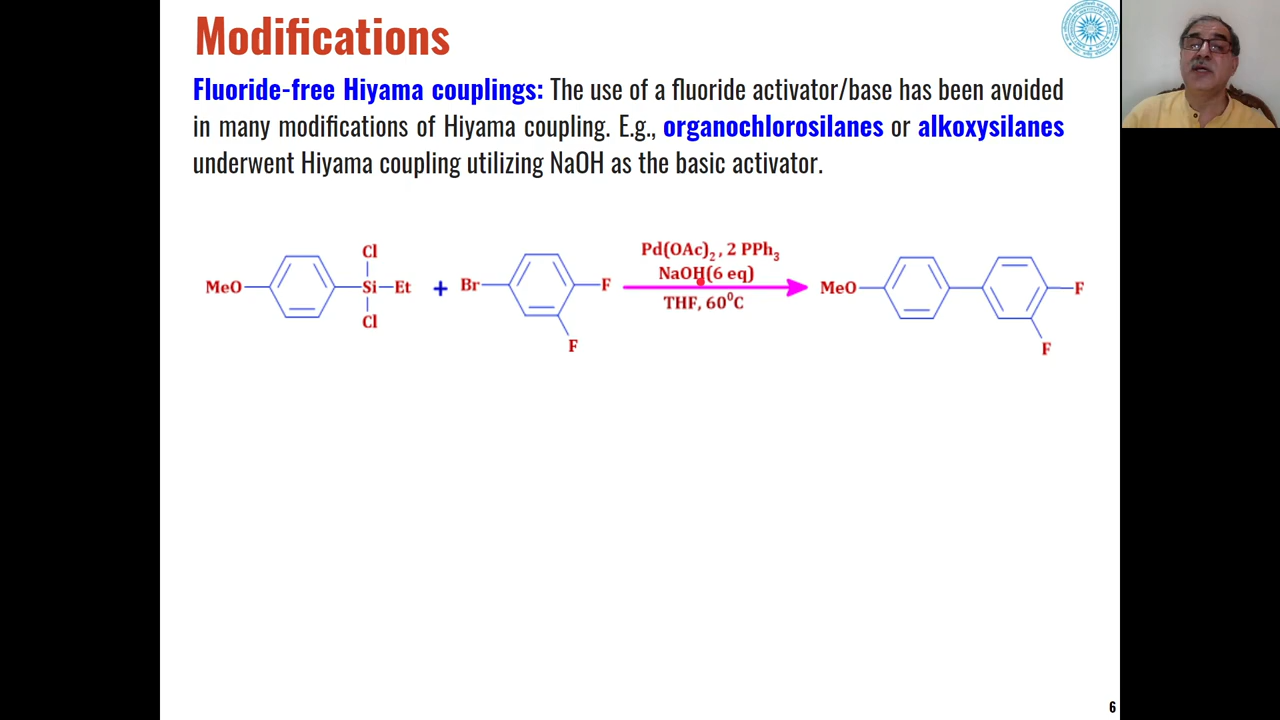 Modifications
Fluoride-free Hiyama couplings: The use of a fluoride activator/base has been avoided
in many modifications of Hiyama coupling. E.g., organochlorosilanes or alkoxysilanes
underwent Hiyama coupling utilizing NaOH as the basic activator.
Cl
MeO Si Et
Cl
+
Br F
F
Pd(OAc)2, 2 PPh3
NaOH(6 eq)
THF, 60⁰C
MeO F
F
6